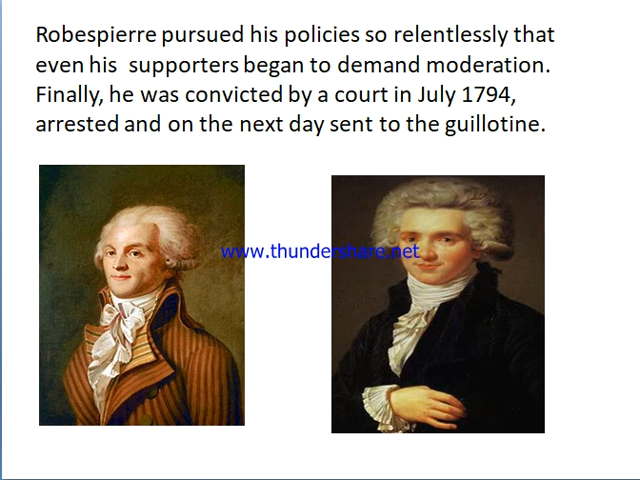 Robespierre pursued his policies so relentlessly that
even his  supporters began to demand moderation.
Finally, he was convicted by a court in July 1794,
arrested and on the next day sent to the guillotine.
www.thundershare.net